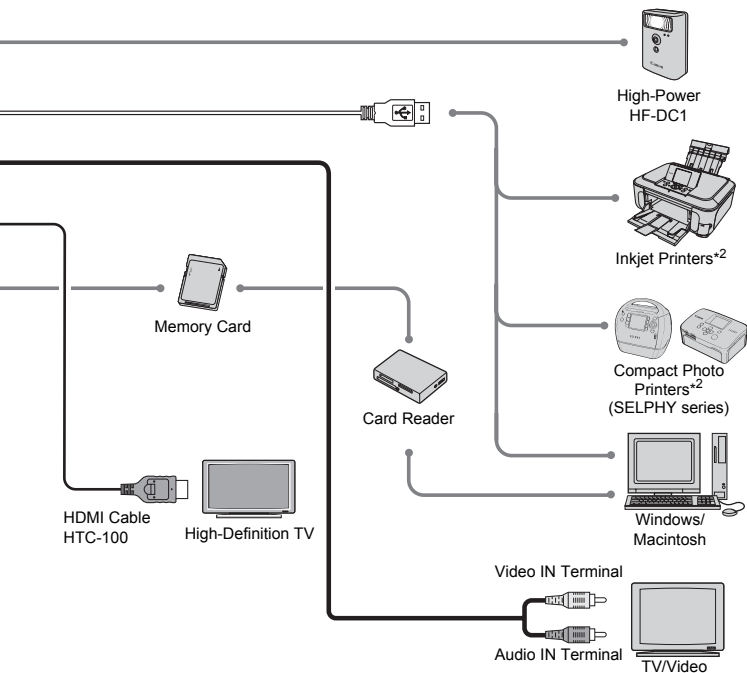 High-Power
HF-DC1
Inkjet Printers*2
Memory Card
Compact Photo
Printers*2
(SELPHY series)
Card Reader
HDMI Cable
HTC-100
High-Definition TV
Windows/
Macintosh
Video IN Terminal
Audio IN Terminal
TV/Video